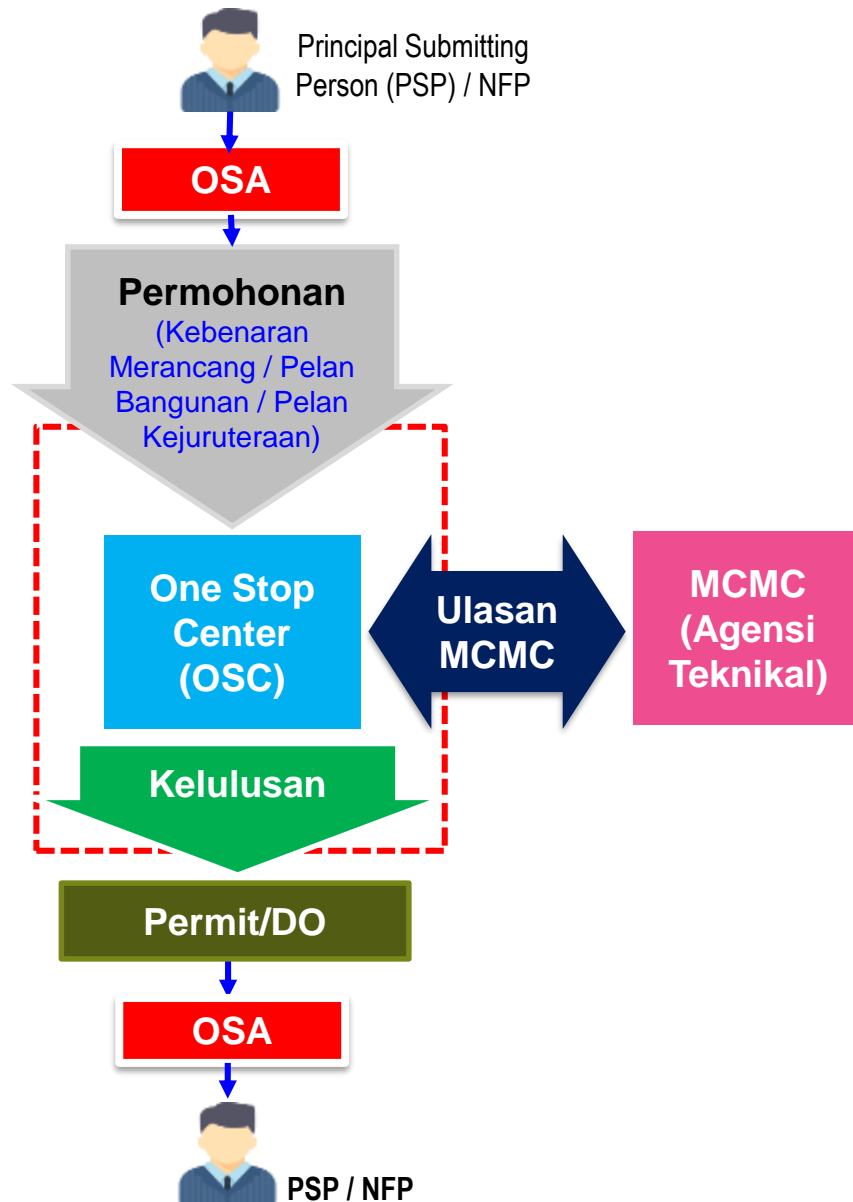 Principal Submitting
Person (PSP) / NFP
OSA
Permohonan
(Kebenaran
Merancang / Pelan
Bangunan / Pelan
Kejuruteraan)
One Stop
Center
(OSC)
Ulasan
MCMC
MCMC
(Agensi
Teknikal)
Kelulusan
Permit/DO
OSA
PSP / NFP